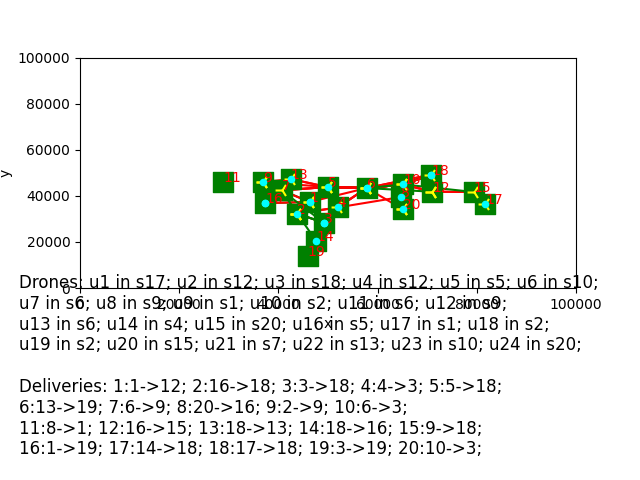 100000
80000
60000
40000
20000
0
y
11
0
20000
40000
60000
80000
100000
x
Drones: u1 in s17; u2 in s12; u3 in s18; u4 in s12; u5 in s5; u6 in s10;
u7 in s6; u8 in s9; u9 in s1; u10 in s2; u11 in s6; u12 in s9;
u13 in s6; u14 in s4; u15 in s20; u16 in s5; u17 in s1; u18 in s2;
u19 in s2; u20 in s15; u21 in s7; u22 in s13; u23 in s10; u24 in s20;
Deliveries: 1:1->12; 2:16->18; 3:3->18; 4:4->3; 5:5->18;
6:13->19; 7:6->9; 8:20->16; 9:2->9; 10:6->3;
11:8->1; 12:16->15; 13:18->13; 14:18->16; 15:9->18;
16:1->19; 17:14->18; 18:17->18; 19:3->19; 20:10->3;